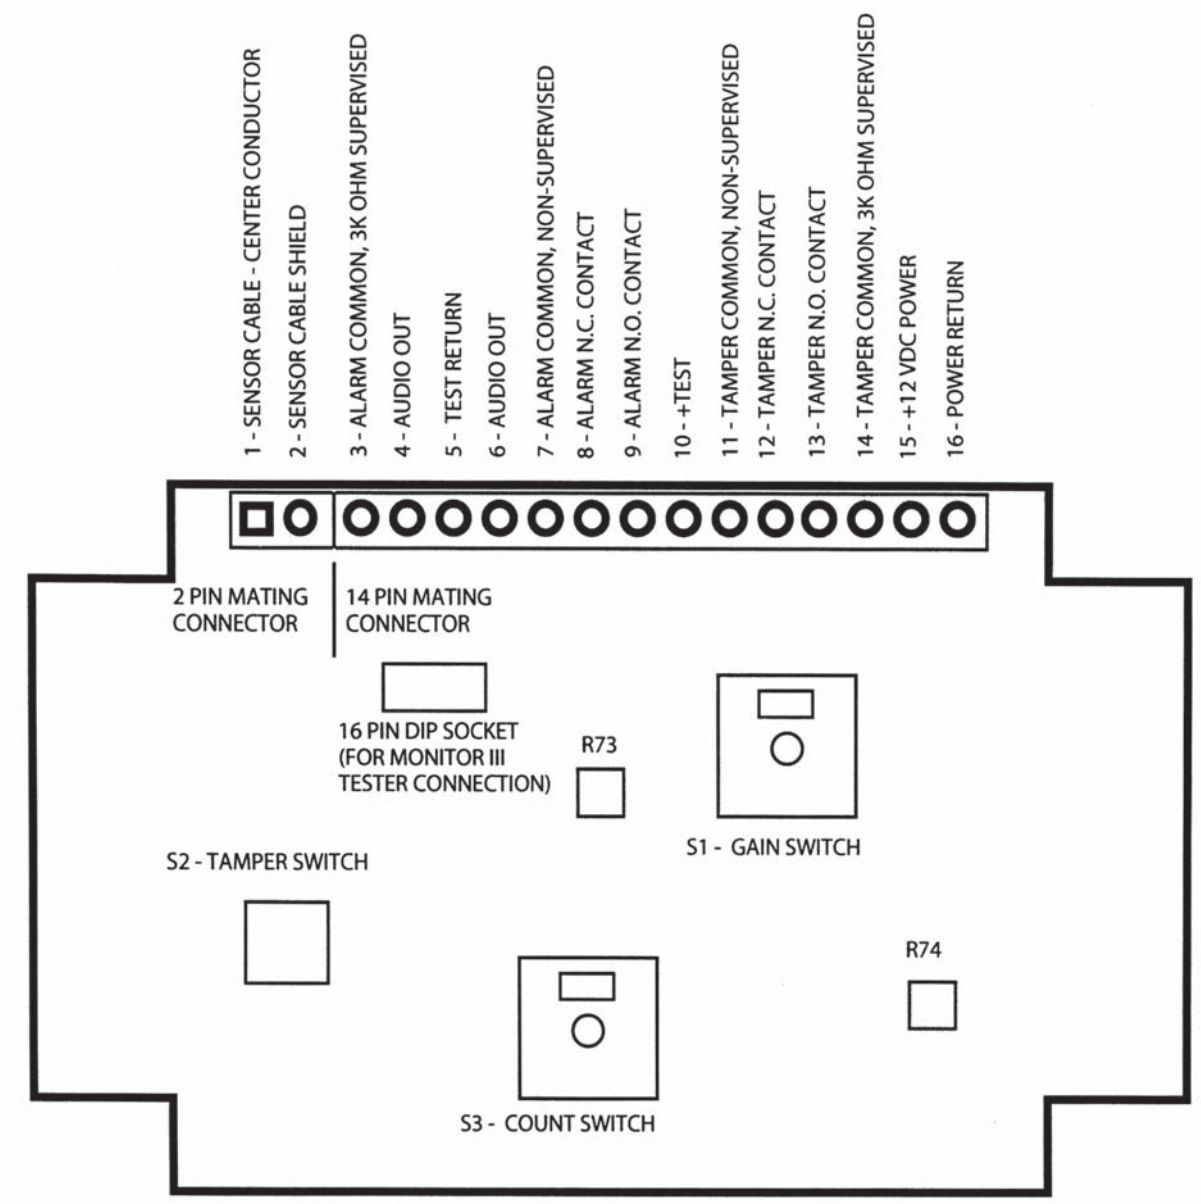 1 - SENSOR CABLE - CENTER CONDUCTOR
2 - SENSOR CABLE SHIELD
3 - ALARM COMMON, 3K OHM SUPERVISED
4 - AUDIO OUT
5 - TEST RETURN
6 - AUDIO OUT
7 - ALARM COMMON, NON-SUPERVISED
8 - ALARM N.C. CONTACT
9 - ALARM N.O. CONTACT
10 - +TEST
11 - TAMPER COMMON, NON-SUPERVISED
12 - TAMPER N.C. CONTACT
13 - TAMPER N.O. CONTACT
14 - TAMPER COMMON, 3K OHM SUPERVISED
15 - +12 VDC POWER
16 - POWER RETURN
2 PIN MATING
CONNECTOR
14 PIN MATING
CONNECTOR
16 PIN DIP SOCKET
(FOR MONITOR III
TESTER CONNECTION)
R73
S1 - GAIN SWITCH
S2 - TAMPER SWITCH
R74
S3 - COUNT SWITCH